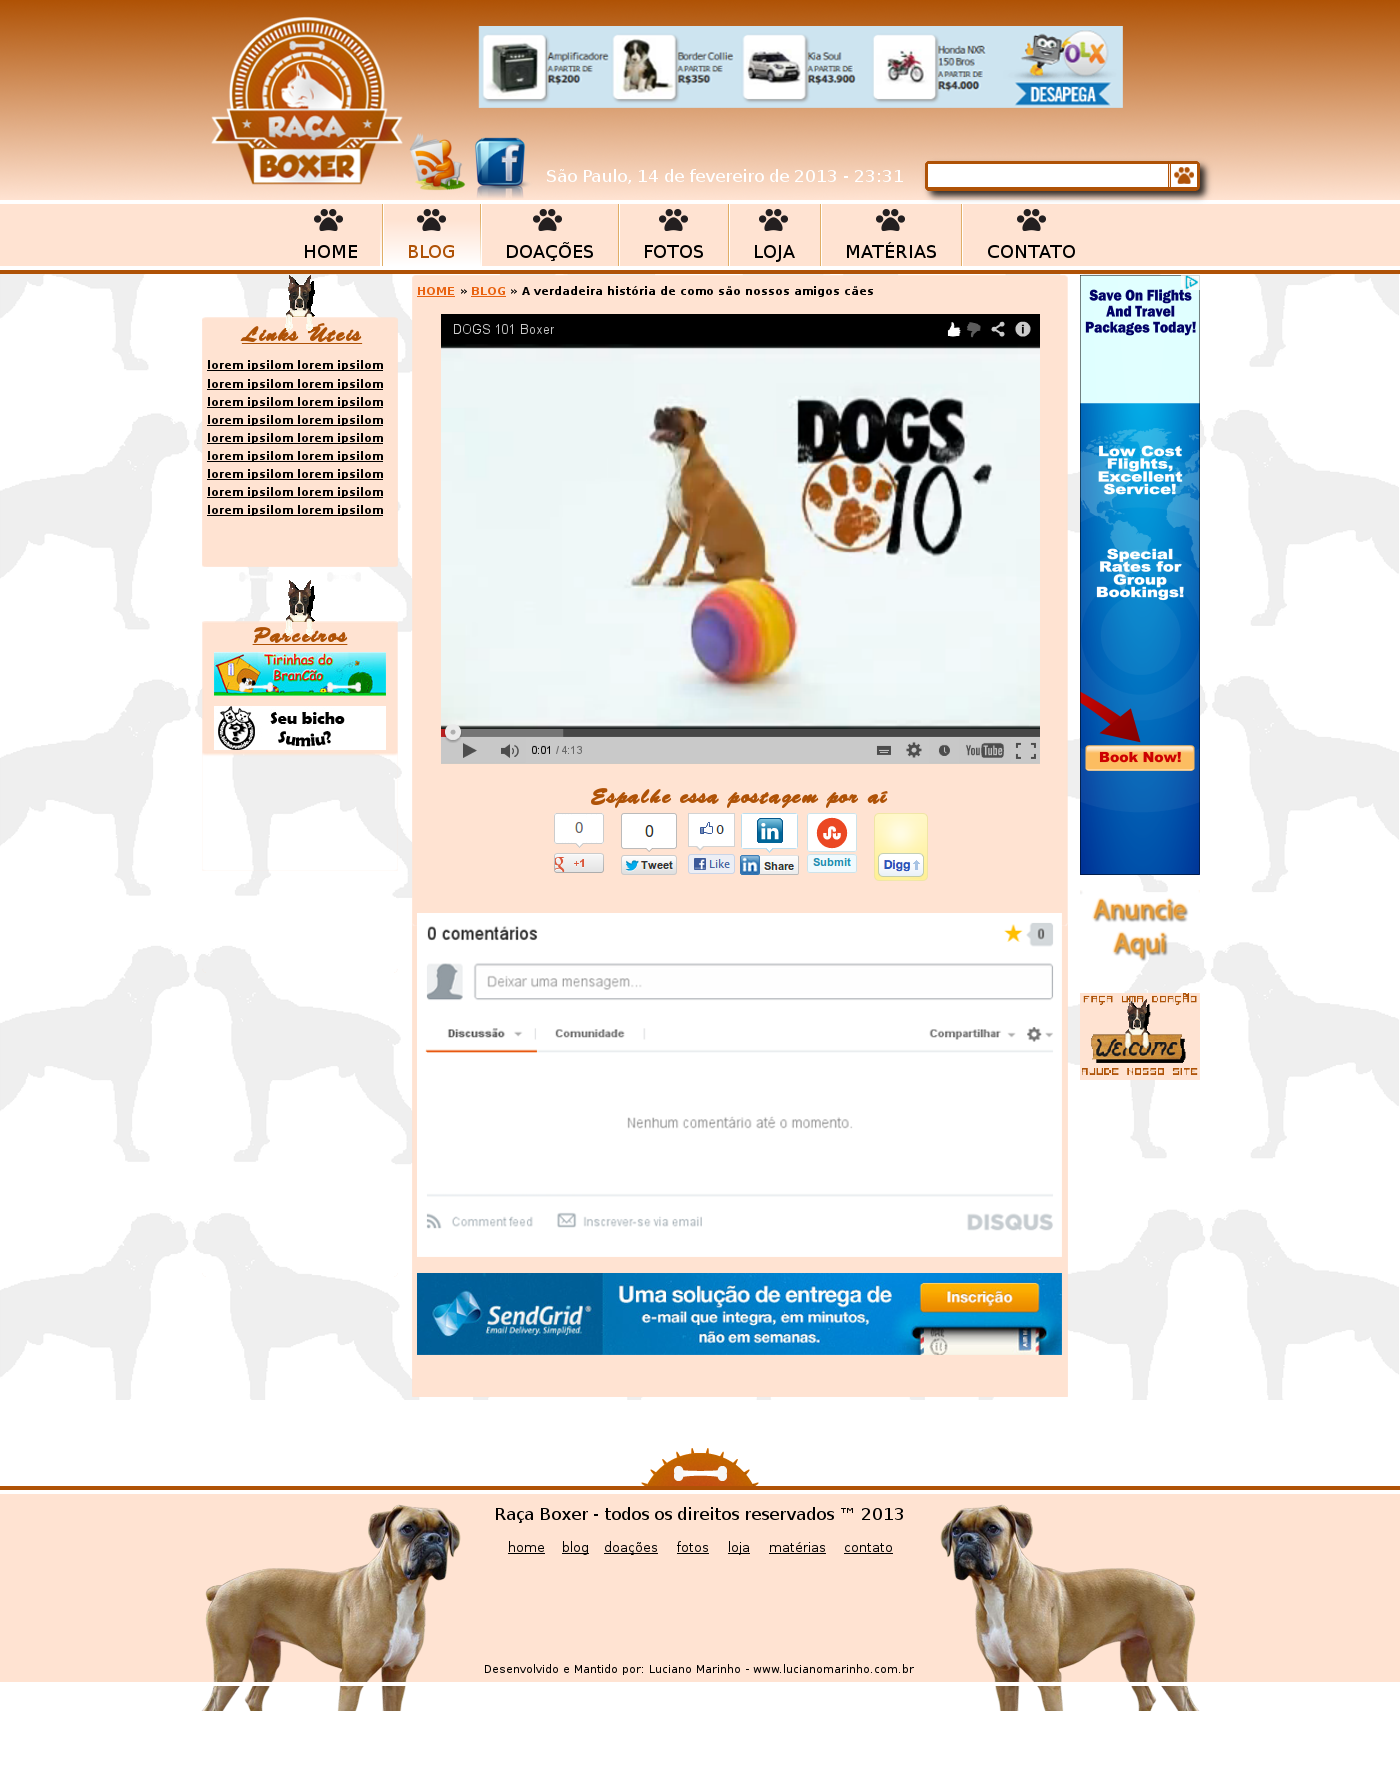 RAÇA
BOXER
Amplificadore
A PARTIR DE
R$200
Border Collie
A PARTIR DE
R$350
Kia Soul
A PARTIR DE
R$43.900
Honda NXR
150 Bros
A PARTIR DE
R$4.000
OLX
DESAPEGA
São Paulo, 14 de fevereiro de 2013 - 23:31
HOME
BLOG
DOAÇÕES
FOTOS
LOJA
MATÉRIAS
CONTATO
Links Úteis
lorem ipsilom lorem ipsilom
lorem ipsilom lorem ipsilom
lorem ipsilom lorem ipsilom
lorem ipsilom lorem ipsilom
lorem ipsilom lorem ipsilom
lorem ipsilom lorem ipsilom
lorem ipsilom lorem ipsilom
lorem ipsilom lorem ipsilom
lorem ipsilom lorem ipsilom
Parceiros
Tirinhas do
BranCão
Seu bicho
Sumiu?
HOME » BLOG » A verdadeira história de como são nossos amigos cães
DOGS 101 Boxer
DOGS
10
0:01 / 4:13
YouTube
Espalhe essa postagem por aí
0
+1
0
Tweet
0
Like
in
Share
Submit
Digg
0 comentários
0
Deixar uma mensagem...
Discussão
Comunidade
Compartilhar
Nenhum comentário até o momento.
Comment feed
Inscrever-se via email
DISQUS
SendGrid
Email Delivery. Simplified.
Uma solução de entrega de
e-mail que integra, em minutos,
não em semanas.
Inscrição
Save On Flights
And Travel
Packages Today!
Low Cost
Flights,
Excellent
Service!
Special
Rates for
Group
Bookings!
Book Now!
Anuncie
Aqui
FAÇA UMA DOAÇÃO
WELCOME
AJUDE NOSSO SITE
Raça Boxer - todos os direitos reservados ™ 2013
home
blog
doações
fotos
loja
matérias
contato
Desenvolvido e Mantido por: Luciano Marinho - www.lucianomarinho.com.br